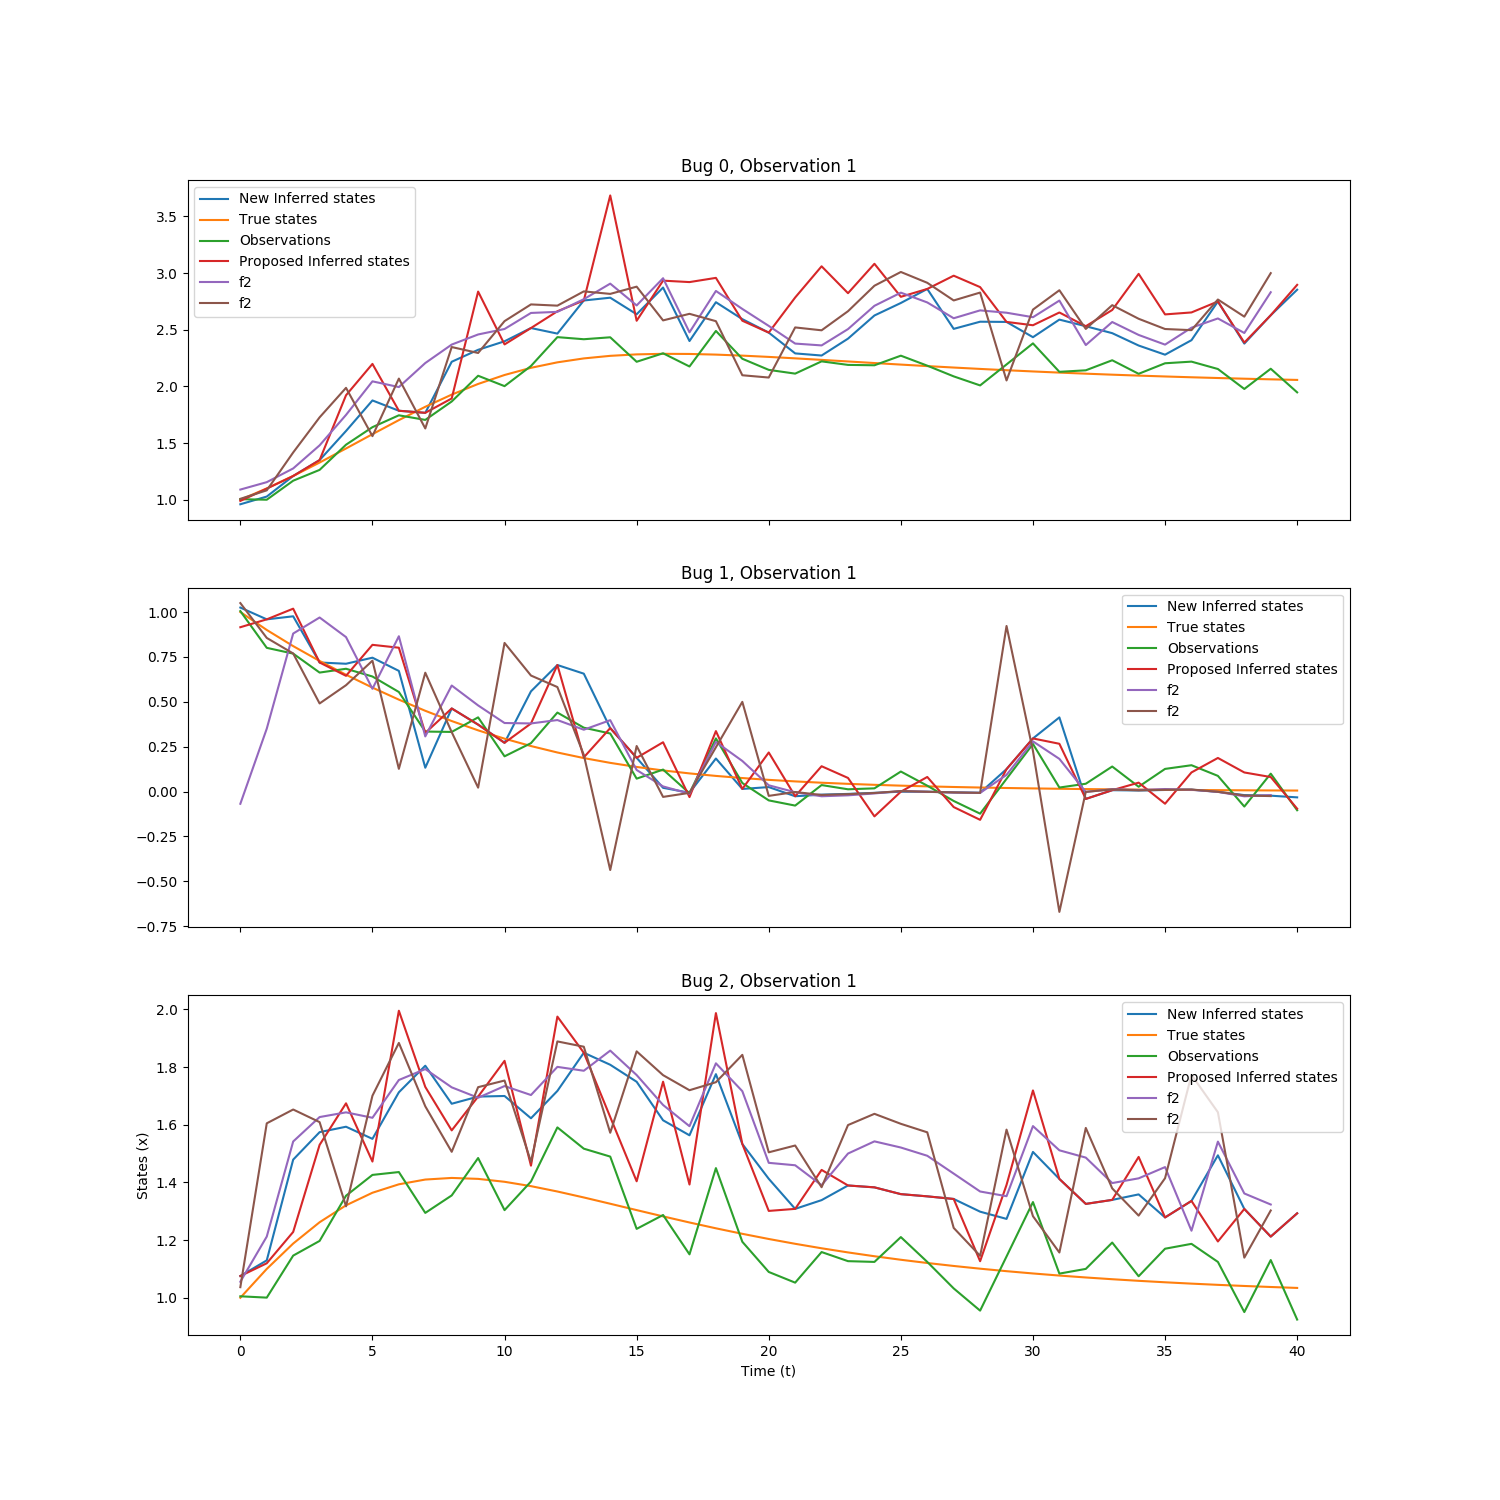 Bug 0, Observation 1
New Inferred states
True states
Observations
Proposed Inferred states
f2
f2
3.5
3.0
2.5
2.0
1.5
1.0
Bug 1, Observation 1
New Inferred states
True states
Observations
Proposed Inferred states
f2
f2
1.00
0.75
0.50
0.25
0.00
−0.25
−0.50
−0.75
Bug 2, Observation 1
New Inferred states
True states
Observations
Proposed Inferred states
f2
f2
2.0
1.8
1.6
1.4
1.2
1.0
States (x)
0 5 10 15 20 25 30 35 40
Time (t)